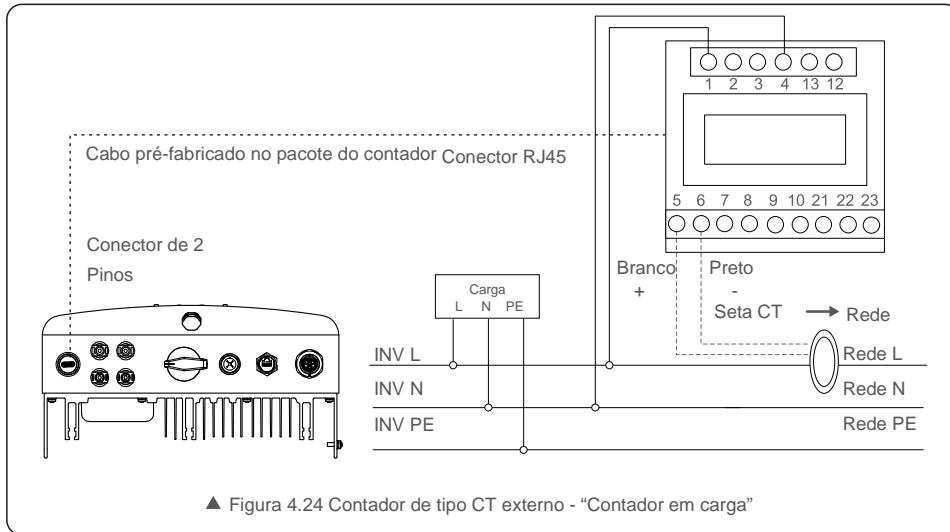 1 2 3 4 13 12
Cabo pré-fabricado no pacote do contador Conector RJ45
5 6 7 8 9 10 21 22 23
Conector de 2
Pinos
Branco
+
Preto
-
Seta CT
Rede
Carga
L N PE
INV L
Rede L
INV N
Rede N
INV PE
Rede PE
▲ Figura 4.24 Contador de tipo CT externo - “Contador em carga”